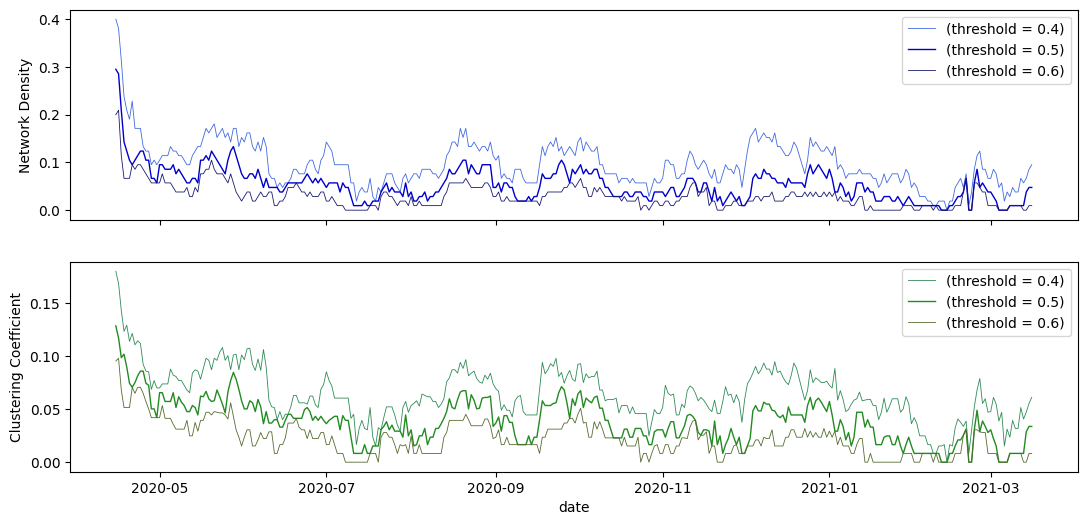 0.4
0.3
0.2
0.1
0.0
Network Density
(threshold = 0.4)
(threshold = 0.5)
(threshold = 0.6)
0.15
0.10
0.05
0.00
Clustering Coefficient
(threshold = 0.4)
(threshold = 0.5)
(threshold = 0.6)
2020-05 2020-07 2020-09 2020-11 2021-01 2021-03
date